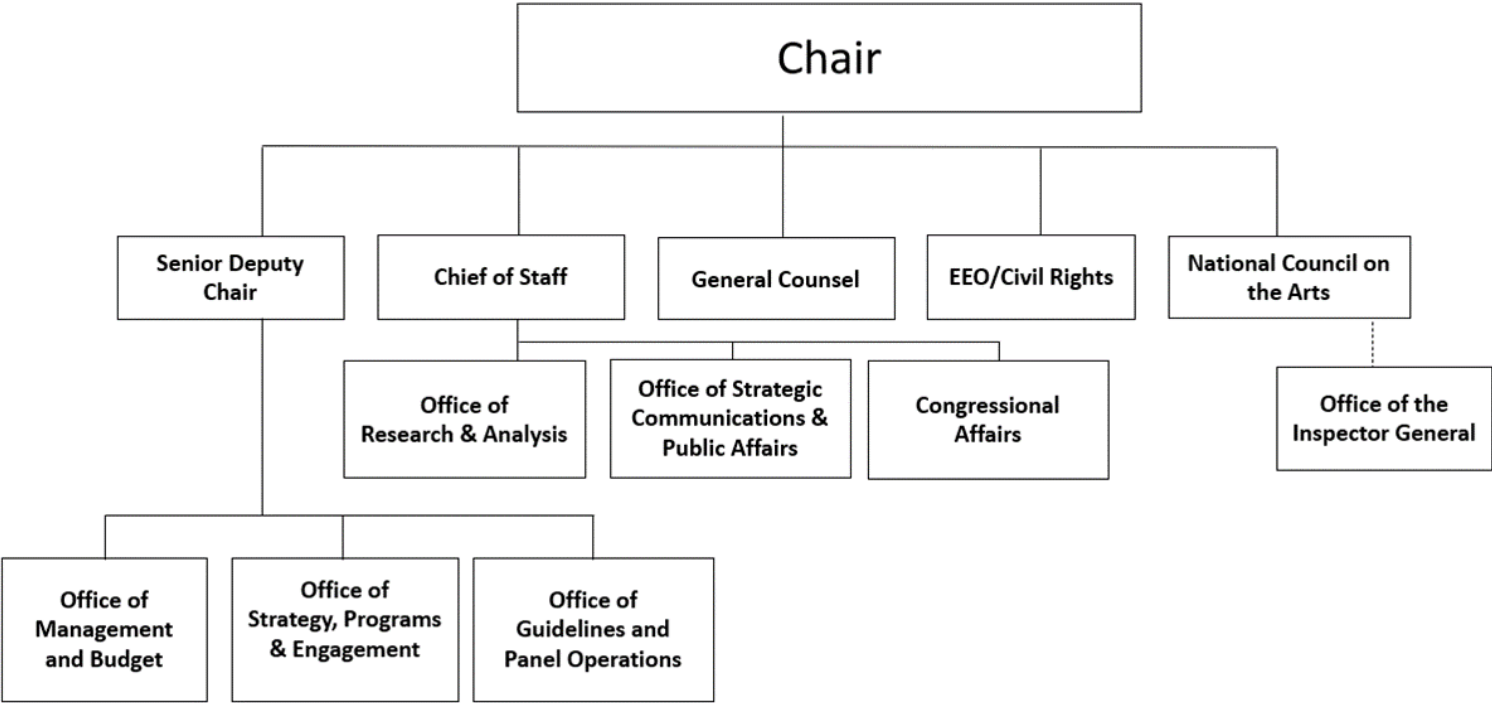 Chair
Senior Deputy
Chair
Chief of Staff
General Counsel
EEO/Civil Rights
National Council on
the Arts
Office of
Research & Analysis
Office of Strategic
Communications &
Public Affairs
Congressional
Affairs
Office of the
Inspector General
Office of
Management
and Budget
Office of
Strategy, Programs
& Engagement
Office of
Guidelines and
Panel Operations